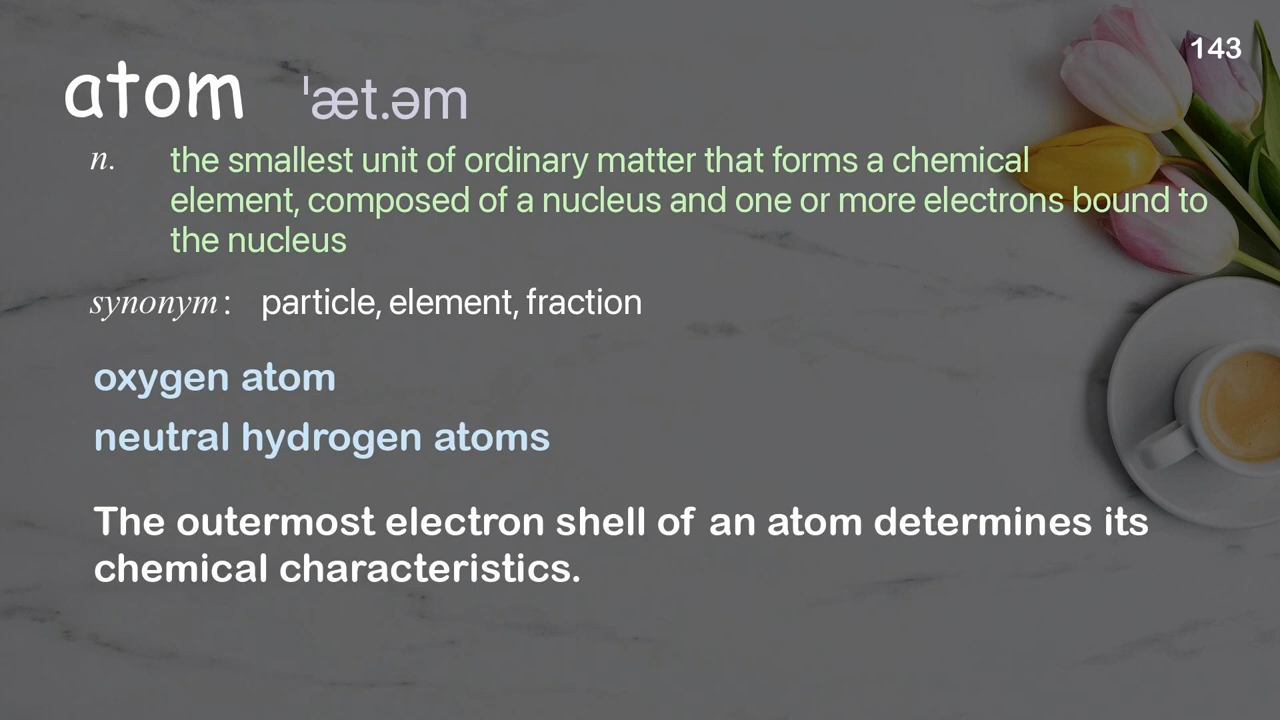 143
atom ˈæt.əm
n. the smallest unit of ordinary matter that forms a chemical
element, composed of a nucleus and one or more electrons bound to
the nucleus
synonym: particle, element, fraction
oxygen atom
neutral hydrogen atoms
The outermost electron shell of an atom determines its
chemical characteristics.